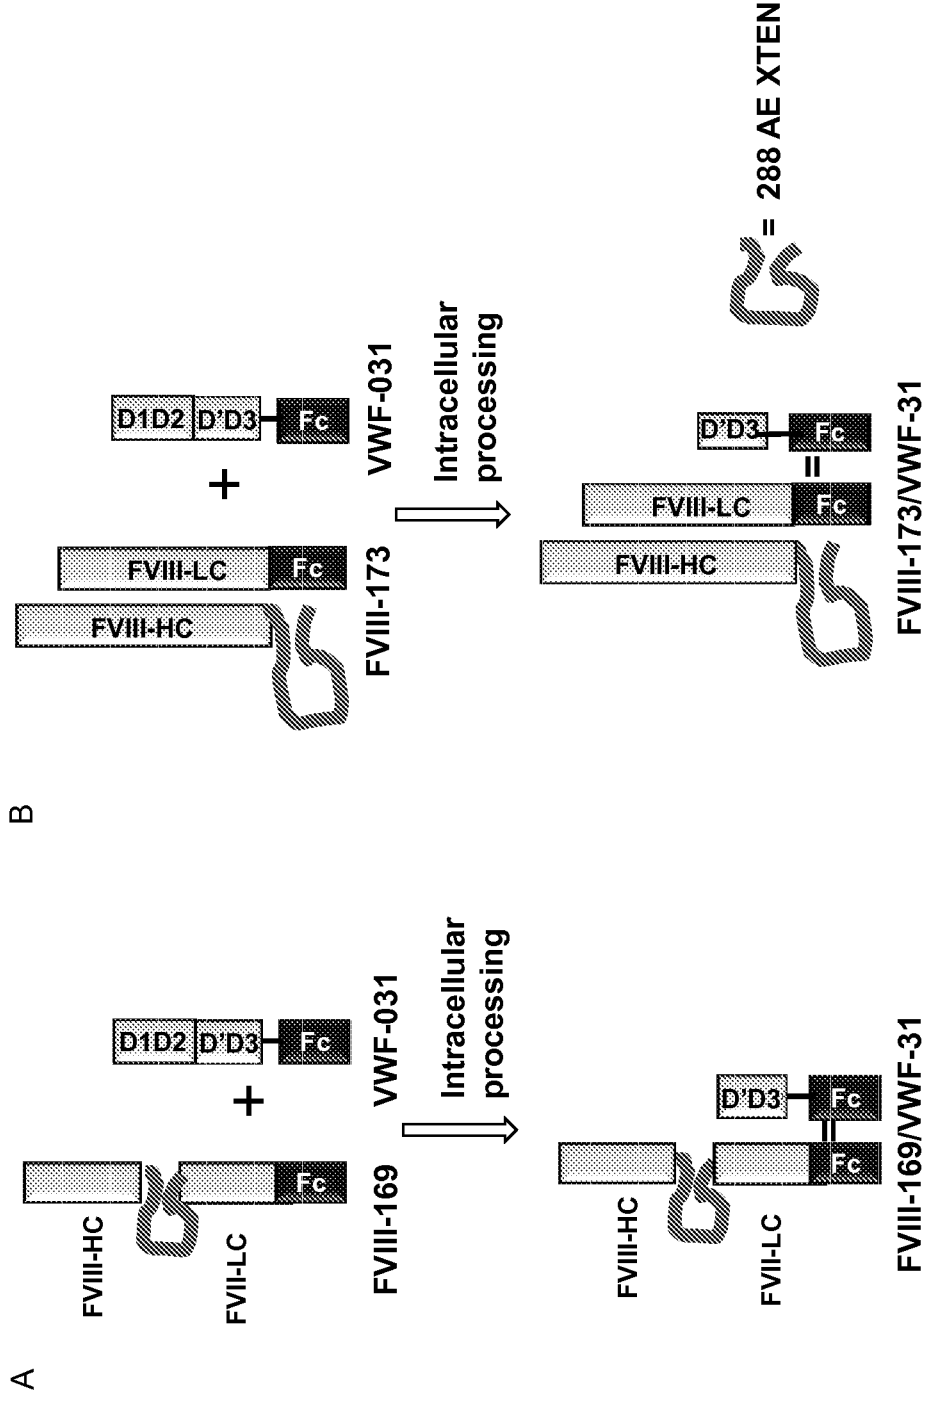 A
FVIII-HC
FVII-LC
Fc
FVIII-169
+
D1D2
D'D3
Fc
VWF-031
Intracellular
processing
FVIII-HC
FVII-LC
Fc
D'D3
Fc
FVIII-169/VWF-31
B
FVIII-HC
FVIII-LC
Fc
FVIII-173
+
D1D2
D'D3
Fc
VWF-031
Intracellular
processing
FVIII-HC
FVIII-LC
Fc
D'D3
Fc
FVIII-173/VWF-31
= 288 AE XTEN